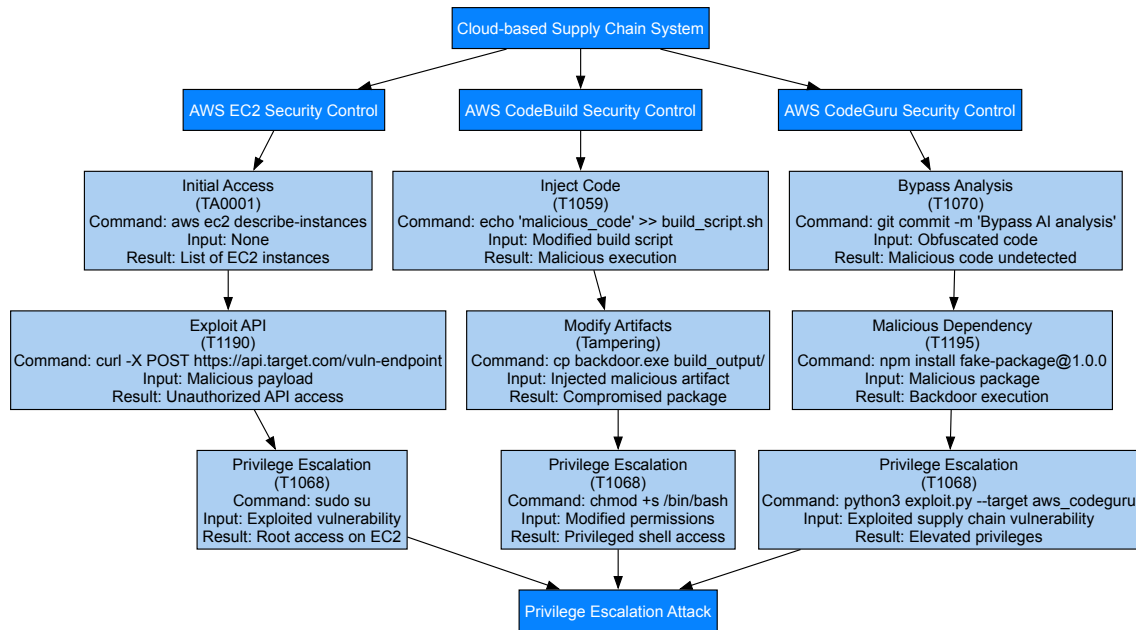 Cloud-based Supply Chain System
AWS EC2 Security Control
AWS CodeBuild Security Control
AWS CodeGuru Security Control
Initial Access
(TA0001)
Command: aws ec2 describe-instances
Input: None
Result: List of EC2 instances
Inject Code
(T1059)
Command: echo 'malicious_code' >> build_script.sh
Input: Modified build script
Result: Malicious execution
Bypass Analysis
(T1070)
Command: git commit -m 'Bypass AI analysis'
Input: Obfuscated code
Result: Malicious code undetected
Exploit API
(T1190)
Command: curl -X POST https://api.target.com/vuln-endpoint
Input: Malicious payload
Result: Unauthorized API access
Modify Artifacts
(Tampering)
Command: cp backdoor.exe build_output/
Input: Injected malicious artifact
Result: Compromised package
Malicious Dependency
(T1195)
Command: npm install fake-package@1.0.0
Input: Malicious package
Result: Backdoor execution
Privilege Escalation
(T1068)
Command: sudo su
Input: Exploited vulnerability
Result: Root access on EC2
Privilege Escalation
(T1068)
Command: chmod +s /bin/bash
Input: Modified permissions
Result: Privileged shell access
Privilege Escalation
(T1068)
Command: python3 exploit.py --target aws_codeguru
Input: Exploited supply chain vulnerability
Result: Elevated privileges
Privilege Escalation Attack